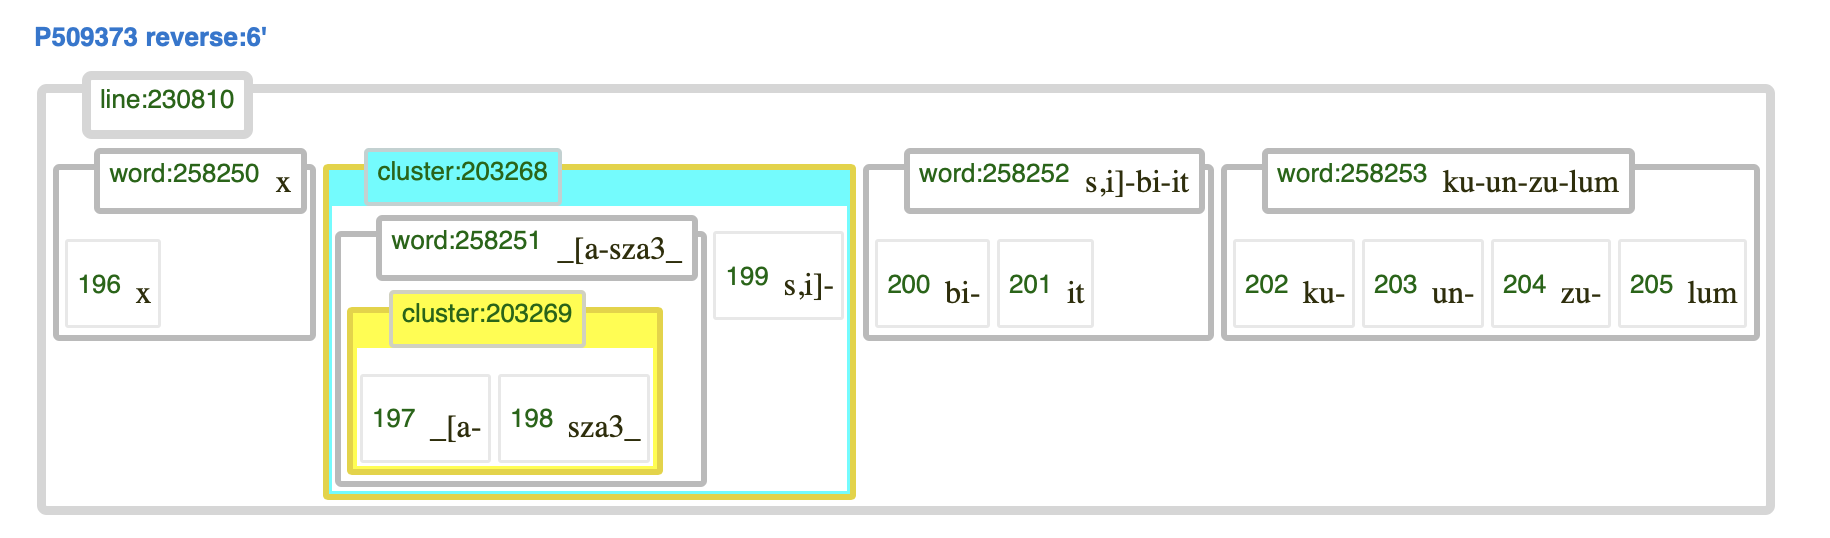 P509373 reverse:6'
line:230810
word:258250 x
cluster:203268
word:258252 s,i]-bi-it
word:258253 ku-un-zu-lum
word:258251 _[a-sza3_
196 x
199 s,i]-
200 bi-
201 it
202 ku-
203 un-
204 zu-
205 lum
cluster:203269
197 _[a-
198 sza3_